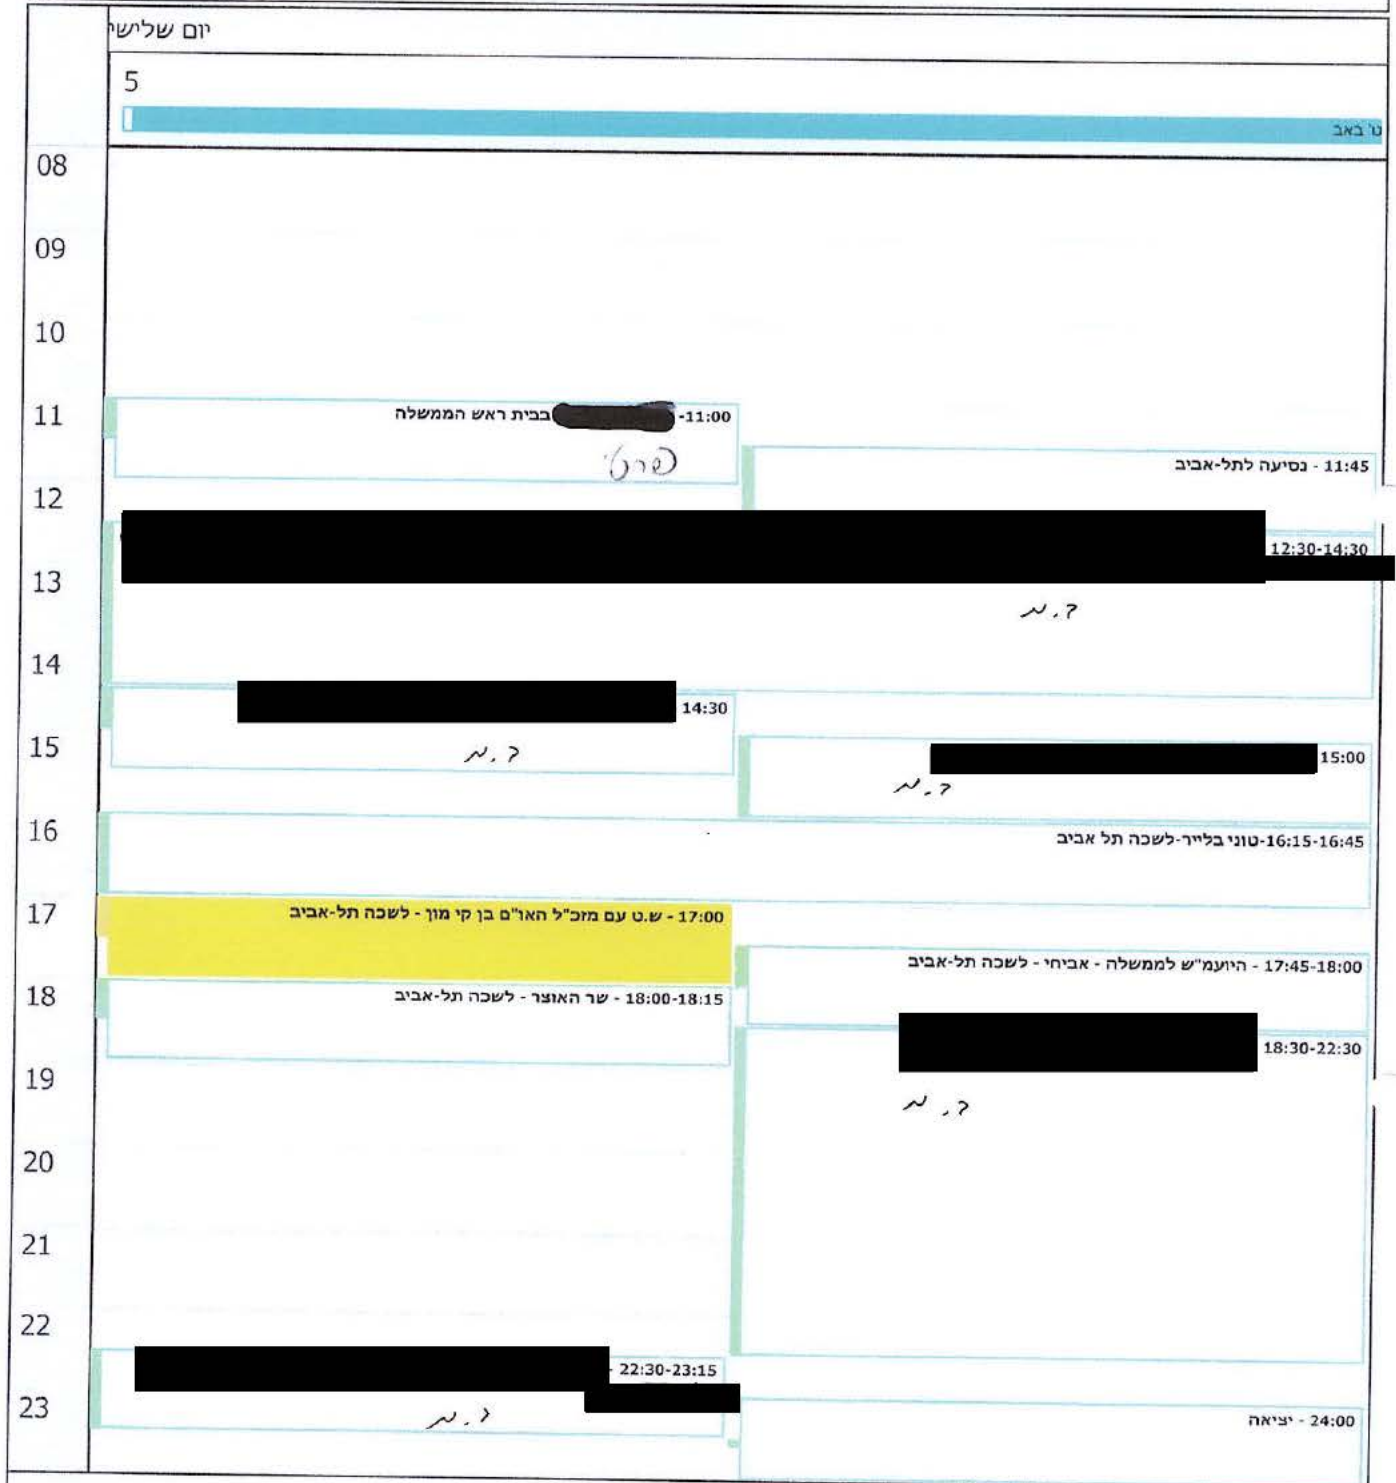 יום שלישי
5
ט' באב
08
09
10
11
11:00- בבית ראש הממשלה
פרטי
11:45 - נסיעה לתל-אביב
12
12:30-14:30
13
ב.מ
14
14:30
ב.מ
15
15:00
ב.מ
16
16:15-16:45-טוני בלייר-לשכה תל אביב
17
17:00 - ש.ט עם מזכ"ל האו"ם בן קי מון - לשכה תל-אביב
17:45-18:00 - היועמ"ש לממשלה - אביחי - לשכה תל-אביב
18
18:00-18:15 - שר האוצר - לשכה תל-אביב
18:30-22:30
19
ב.מ
20
21
22
22:30-23:15 -
23
ב.מ
24:00 - יציאה